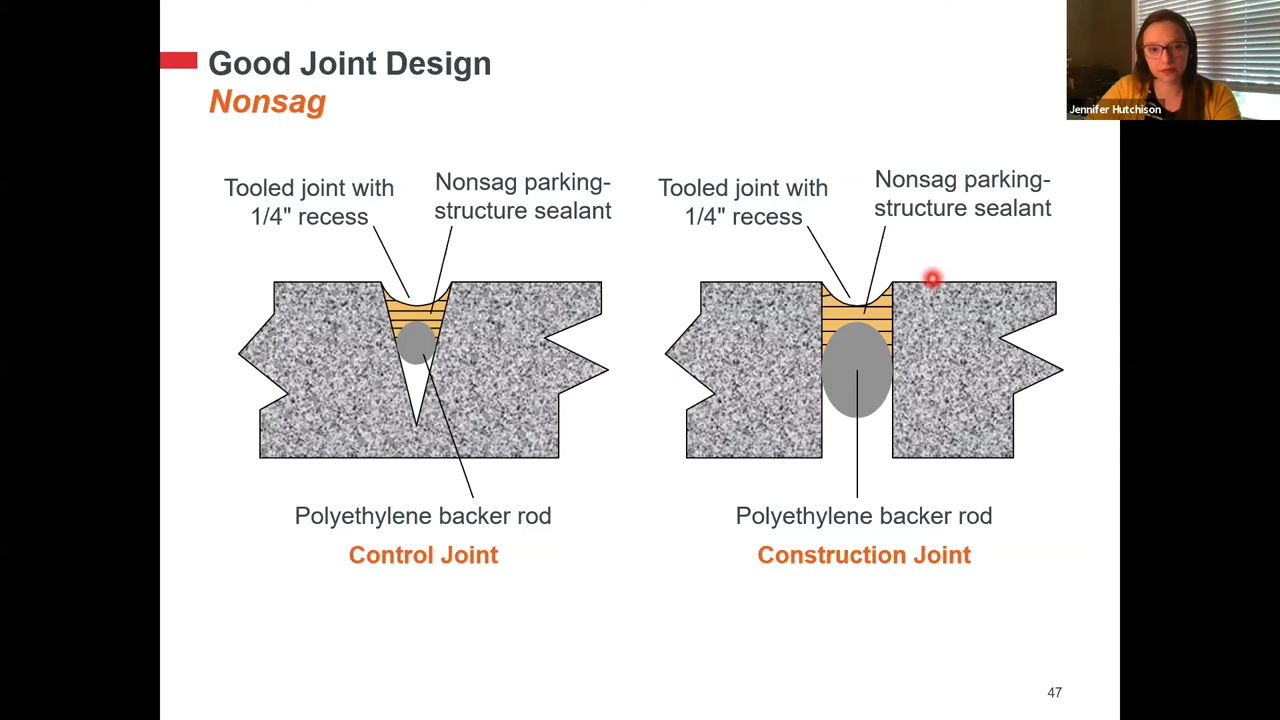 Good Joint Design
Nonsag
Jennifer Hutchison
Tooled joint with
1/4" recess
Nonsag parking-
structure sealant
Tooled joint with
1/4" recess
Nonsag parking-
structure sealant
Polyethylene backer rod
Control Joint
Polyethylene backer rod
Construction Joint
47